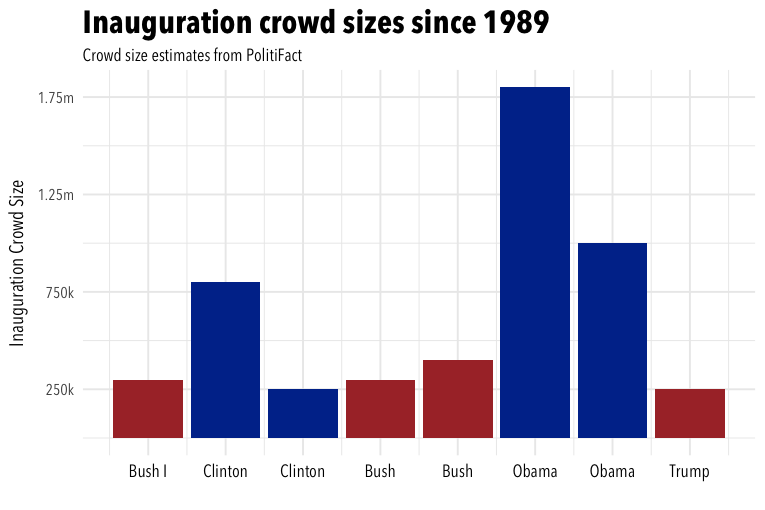 Inauguration crowd sizes since 1989
Crowd size estimates from PolitiFact
Inauguration Crowd Size
1.75m
1.25m
750k
250k
Bush I Clinton Clinton Bush Bush Obama Obama Trump